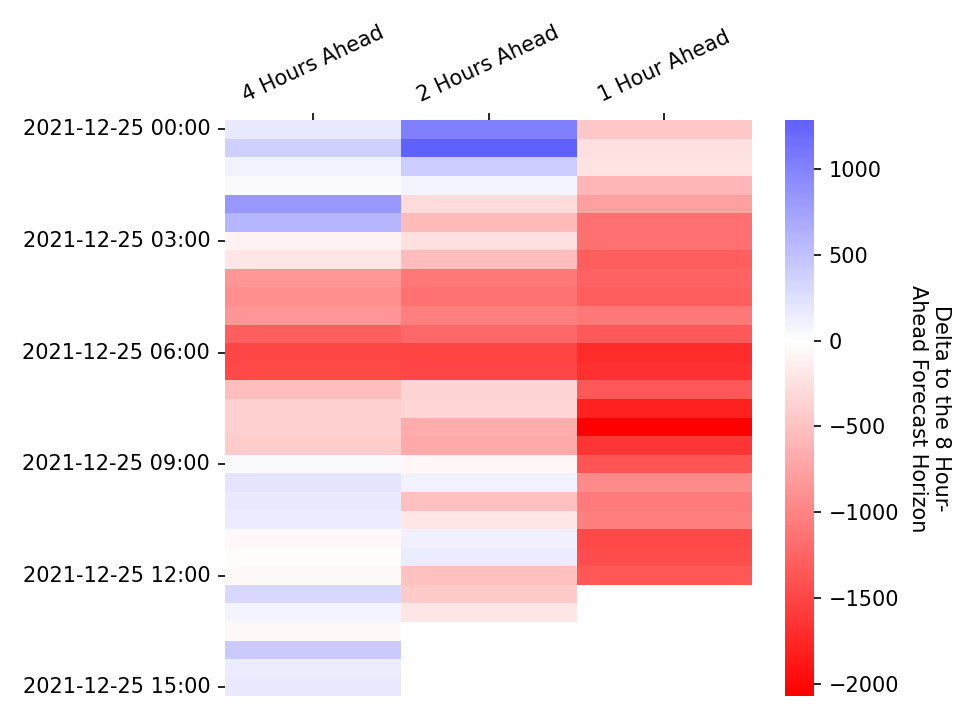 4 Hours Ahead
2 Hours Ahead
1 Hour Ahead
2021-12-25 00:00
2021-12-25 03:00
2021-12-25 06:00
2021-12-25 09:00
2021-12-25 12:00
2021-12-25 15:00
1000
500
0
−500
−1000
−1500
−2000
Delta to the 8 Hour-
Ahead Forecast Horizon